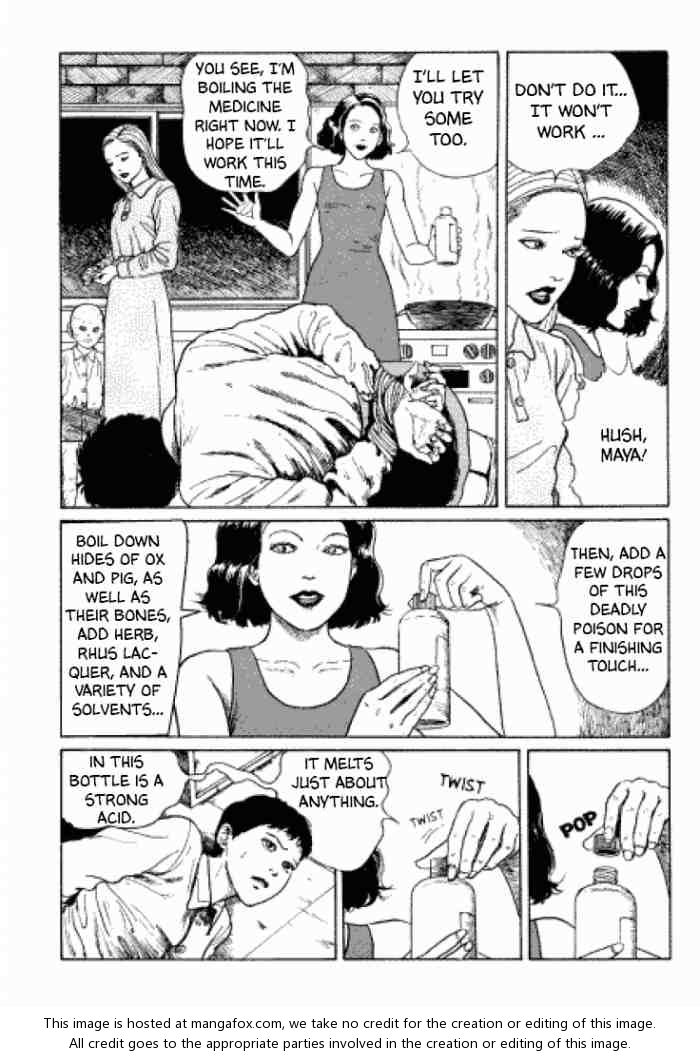 YOU SEE, I'M
BOILING THE
MEDICINE
RIGHT NOW. I
HOPE IT'LL
WORK THIS
TIME.
I'LL LET
YOU TRY
SOME
TOO.
DON'T DO IT...
IT WON'T
WORK ...
HUSH,
MAYA!
BOIL DOWN
HIDES OF OX
AND PIG, AS
WELL AS
THEIR BONES,
ADD HERB,
RHUS LAC-
QUER, AND A
VARIETY OF
SOLVENTS...
THEN, ADD A
FEW DROPS
OF THIS
DEADLY
POISON FOR
A FINISHING
TOUCH...
IN THIS
BOTTLE IS A
STRONG
ACID.
IT MELTS
JUST ABOUT
ANYTHING.
TWIST
TWIST
POP
This image is hosted at mangafox.com, we take no credit for the creation or editing of this image.
All credit goes to the appropriate parties involved in the creation or editing of this image.